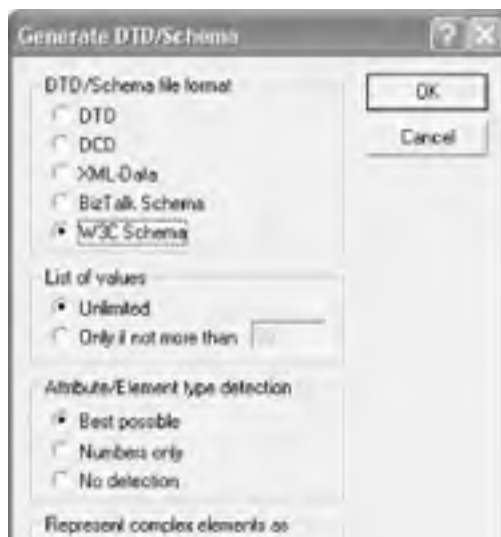 Generate DTD/Schema
DTD/Schema file format
DTD
DCD
XML-Data
BizTalk Schema
W3C Schema
OK
Cancel
List of values
Unlimited
Only if not more than
Attribute/Element type detection
Best possible
Numbers only
No detection
Represent complex elements as